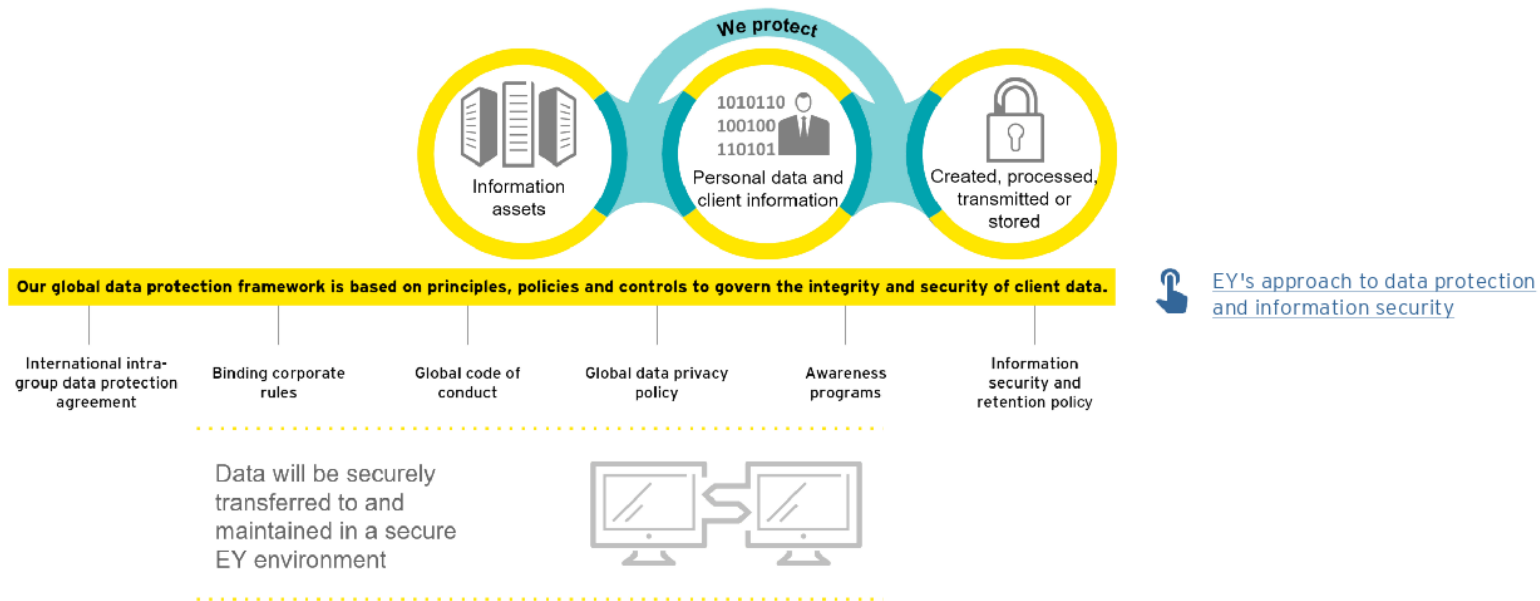 We protect
1010110
100100
110101
Information
assets
Personal data and
client information
Created, processed,
transmitted or
stored
Our global data protection framework is based on principles, policies and controls to govern the integrity and security of client data.
EY's approach to data protection
and information security
International intra-
group data protection
agreement
Binding corporate
rules
Global code of
conduct
Global data privacy
policy
Awareness
programs
Information
security and
retention policy
Data will be securely
transferred to and
maintained in a secure
EY environment